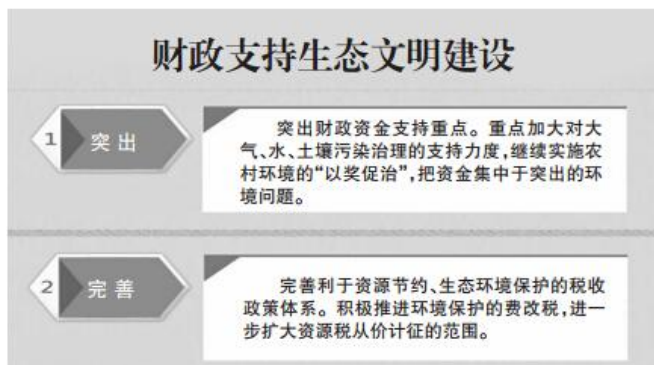 财政支持生态文明建设
1 突出
突出财政资金支持重点。重点加大对大
气、水、土壤污染治理的支持力度,继续实施农
村环境的“以奖促治”,把资金集中于突出的环
境问题。
2 完善
完善利于资源节约、生态环境保护的税收
政策体系。积极推进环境保护的费改税,进一
步扩大资源税从价计征的范围。